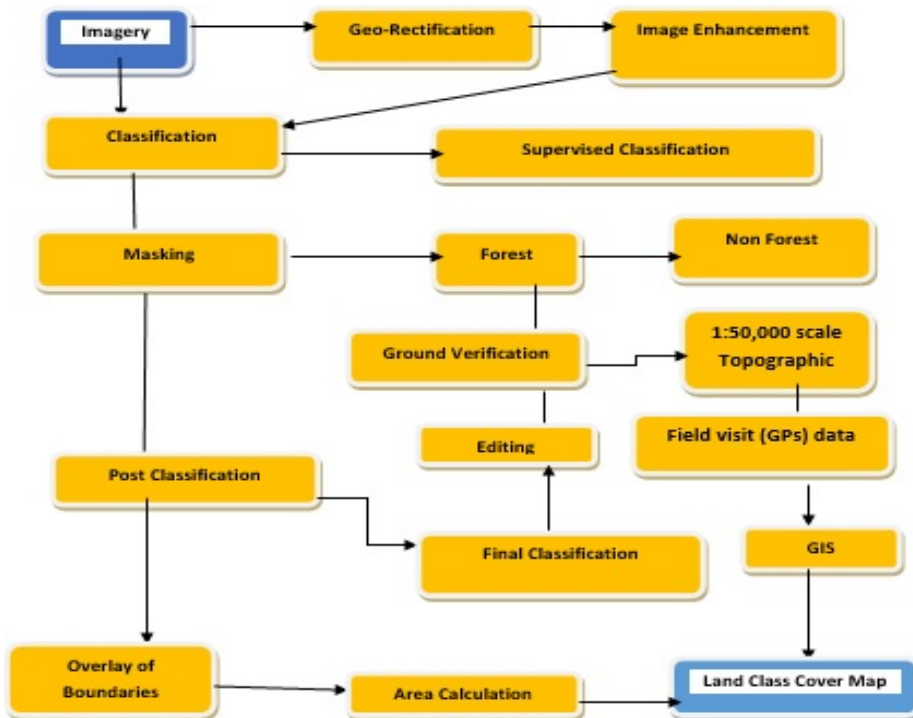 Imagery
Geo-Rectification
Image Enhancement
Classification
Supervised Classification
Masking
Forest
Non Forest
Ground Verification
1:50,000 scale
Topographic
Editing
Field visit (GPs) data
Post Classification
Final Classification
GIS
Overlay of
Boundaries
Area Calculation
Land Class Cover Map